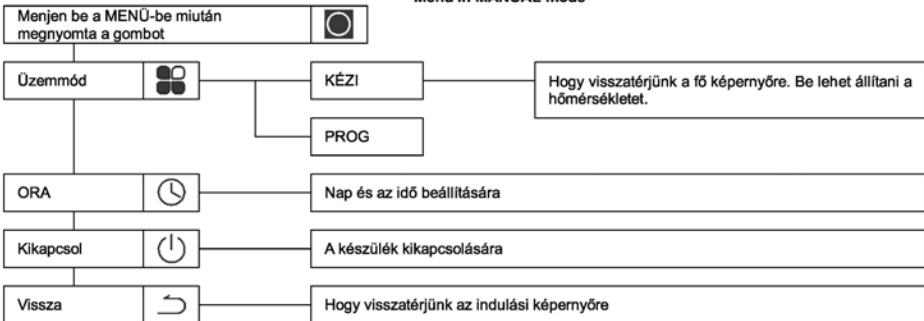 Menu in MANUAL Mode
Menjen be a MENÜ-be miután
megnyomta a gombot
Üzemmód
KÉZI
Hogy visszatérjünk a fő képernyőre. Be lehet állítani a
hőmérsékletet.
PROG
ORA
Nap és az idő beállítására
Kikapcsol
A készülék kikapcsolására
Vissza
Hogy visszatérjünk az indulási képernyőre